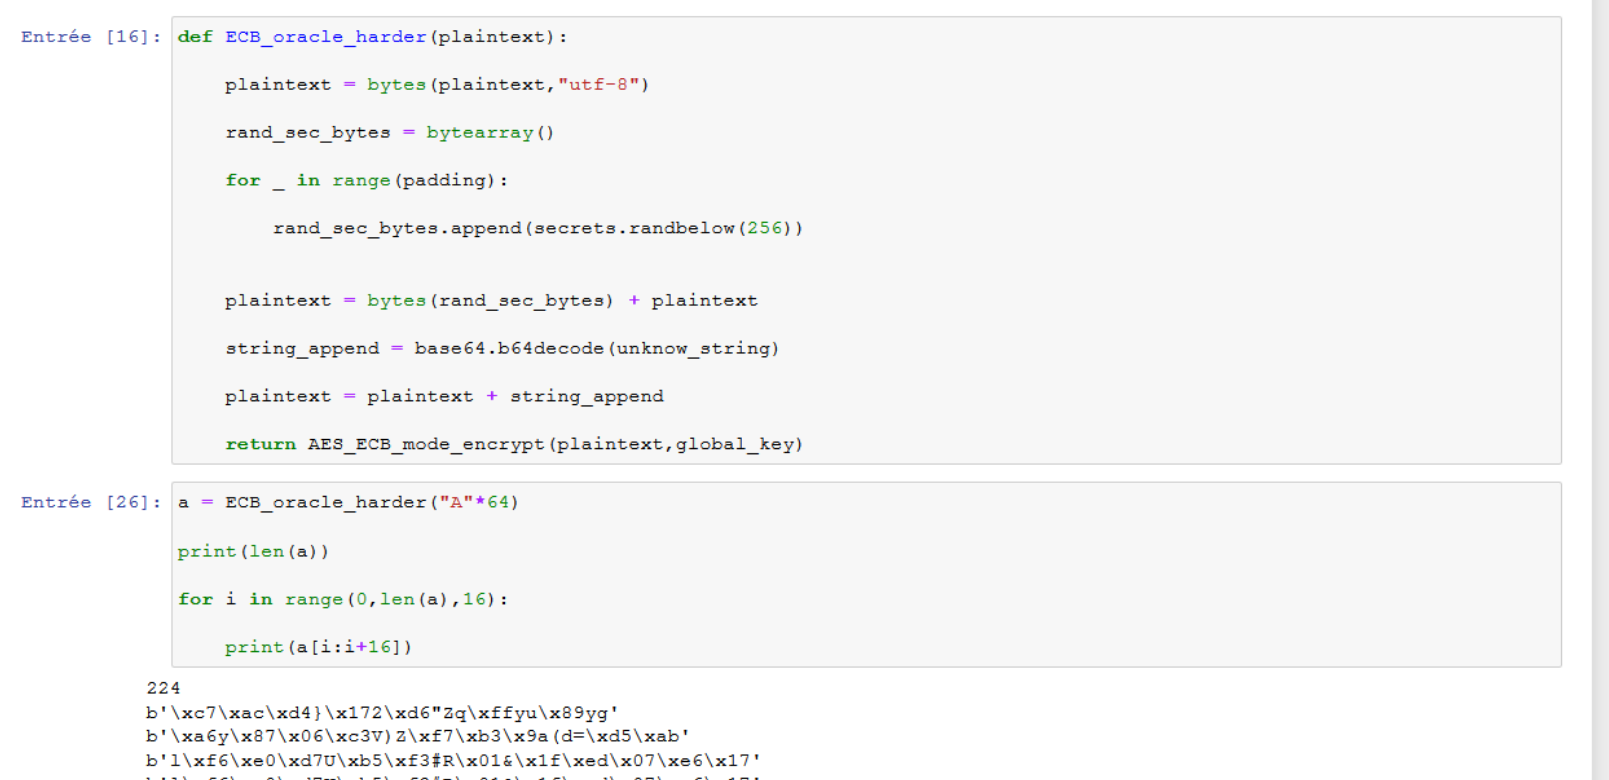 Entrée [16]: def ECB_oracle_harder(plaintext):
plaintext = bytes(plaintext,"utf-8")
rand_sec_bytes = bytearray()
for _ in range(padding):
rand_sec_bytes.append(secrets.randbelow(256))
plaintext = bytes(rand_sec_bytes) + plaintext
string_append = base64.b64decode(unknow_string)
plaintext = plaintext + string_append
return AES_ECB_mode_encrypt(plaintext,global_key)
Entrée [26]: a = ECB_oracle_harder("A"*64)
print(len(a))
for i in range(0,len(a),16):
print(a[i:i+16])
224
b'\xc7\xac\xd4}\x172\xd6"Zq\xffyu\x89yg'
b'\xa6y\x87\x06\xc3V)Z\xf7\xb3\x9a(d=\xd5\xab'
b'l\xf6\xe0\xd7U\xb5\xf3#R\x01&\x1f\xed\x07\xe6\x17'